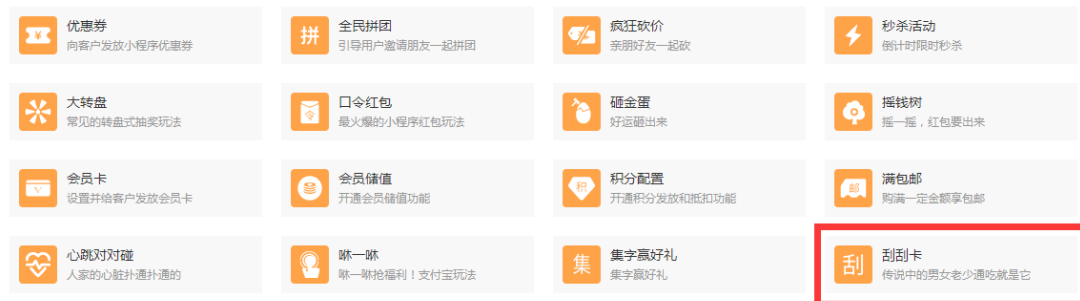 优惠券
向客户发放小程序优惠券
拼
全民拼团
引导用户邀请朋友一起拼团
疯狂砍价
亲朋好友一起砍
秒杀活动
倒计时限时秒杀
大转盘
常见的转盘式抽奖玩法
令
口令红包
最火爆的小程序红包玩法
砸金蛋
好运砸出来
摇钱树
摇一摇，红包要出来
会员卡
设置并给客户发放会员卡
会员储值
开通会员储值功能
积
积分配置
开通积分发放和抵扣功能
邮
满包邮
购满一定金额享包邮
心跳对对碰
人家的心脏扑通扑通的
咻一咻
咻一咻抢福利！支付宝玩法
集
集字赢好礼
集字赢好礼
刮
刮刮卡
传说中的男女老少通吃就是它